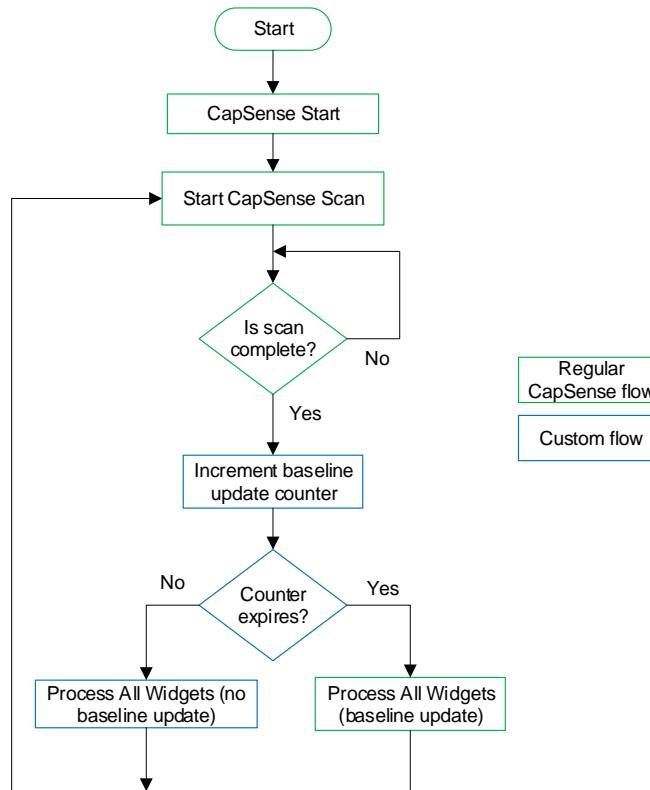 Start
CapSense Start
Start CapSense Scan
Is scan
complete?
No
Yes
Regular
CapSense flow
Custom flow
Increment baseline
update counter
No
Yes
Counter
expires?
Process All Widgets (no
baseline update)
Process All Widgets
(baseline update)